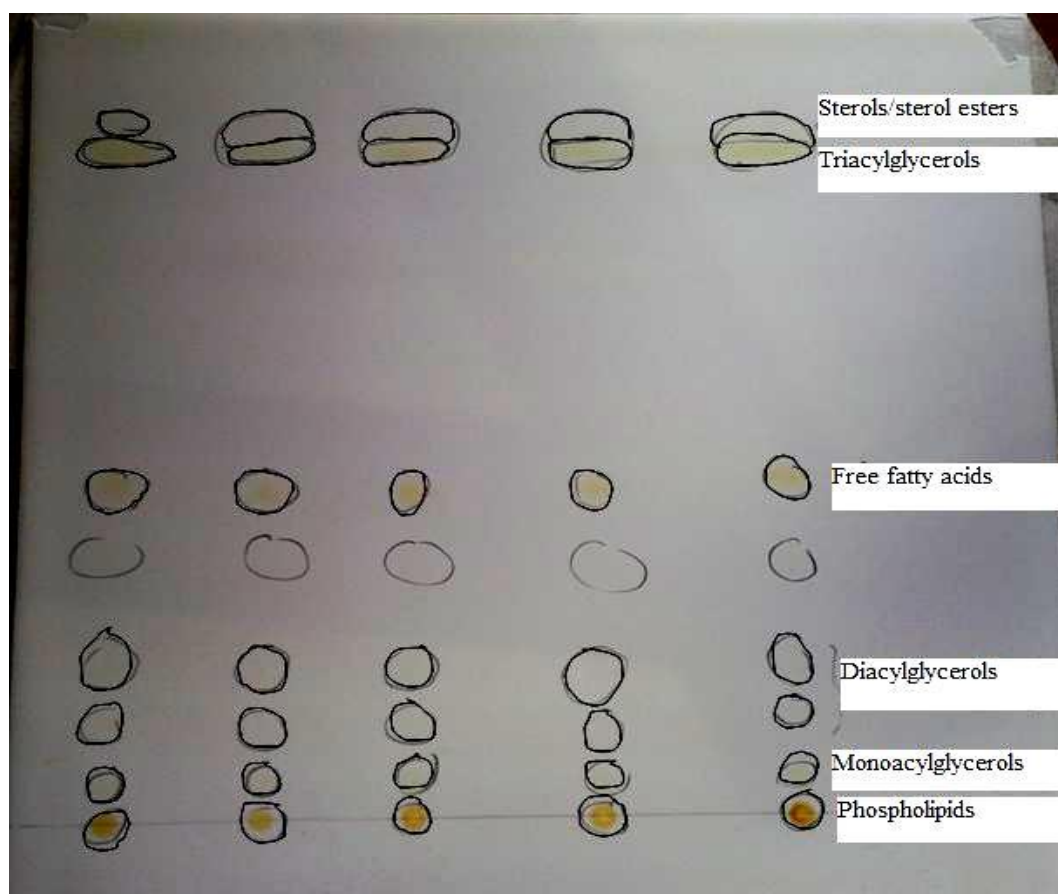 Sterols/sterol esters
Triacylglycerols
Free fatty acids
Diacylglycerols
Monoacylglycerols
Phospholipids